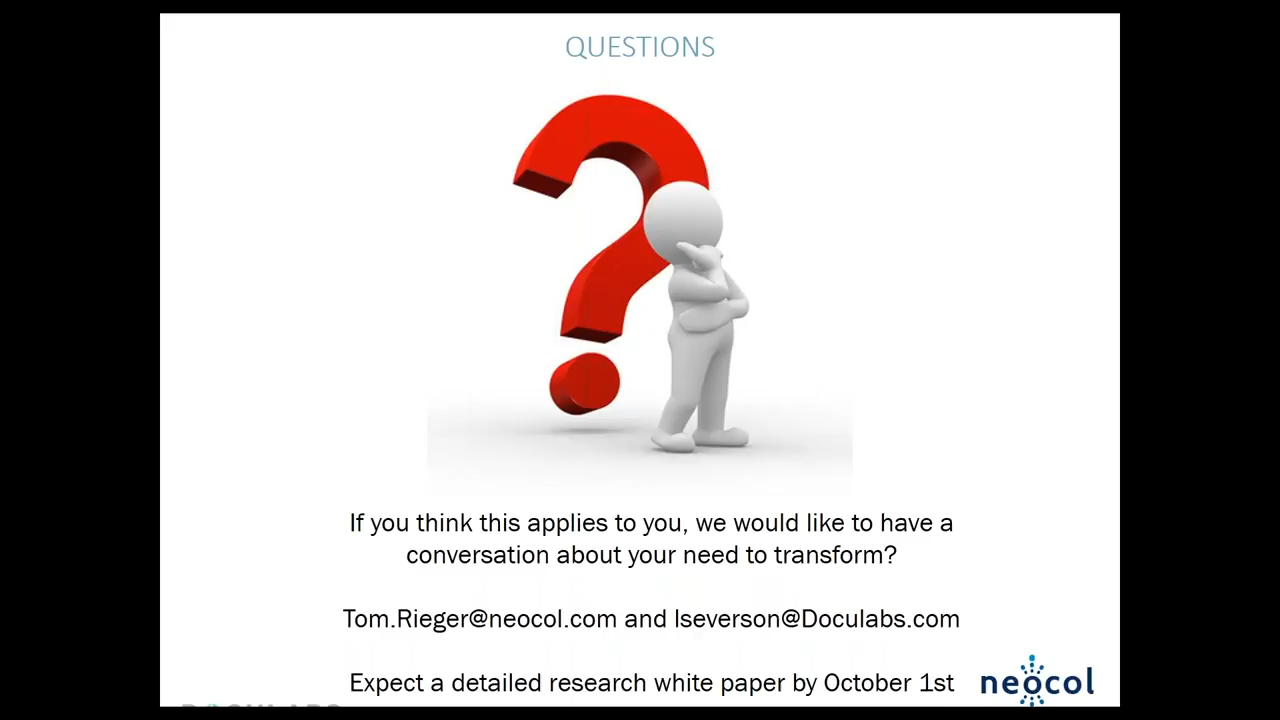 QUESTIONS
If you think this applies to you, we would like to have a
conversation about your need to transform?
Tom.Rieger@neocol.com and lseverson@Doculabs.com
Expect a detailed research white paper by October 1st
neocol